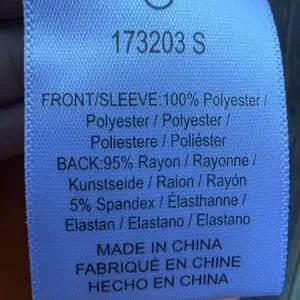 173203 S
FRONT/SLEEVE:100% Polyester /
Polyester / Polyester /
Poliestere / Poliéster
BACK:95% Rayon / Rayonne /
Kunstseide / Raion / Rayón
5% Spandex / Élasthanne /
Elastan / Elastano / Elastano
MADE IN CHINA
FABRIQUÉ EN CHINE
HECHO EN CHINA